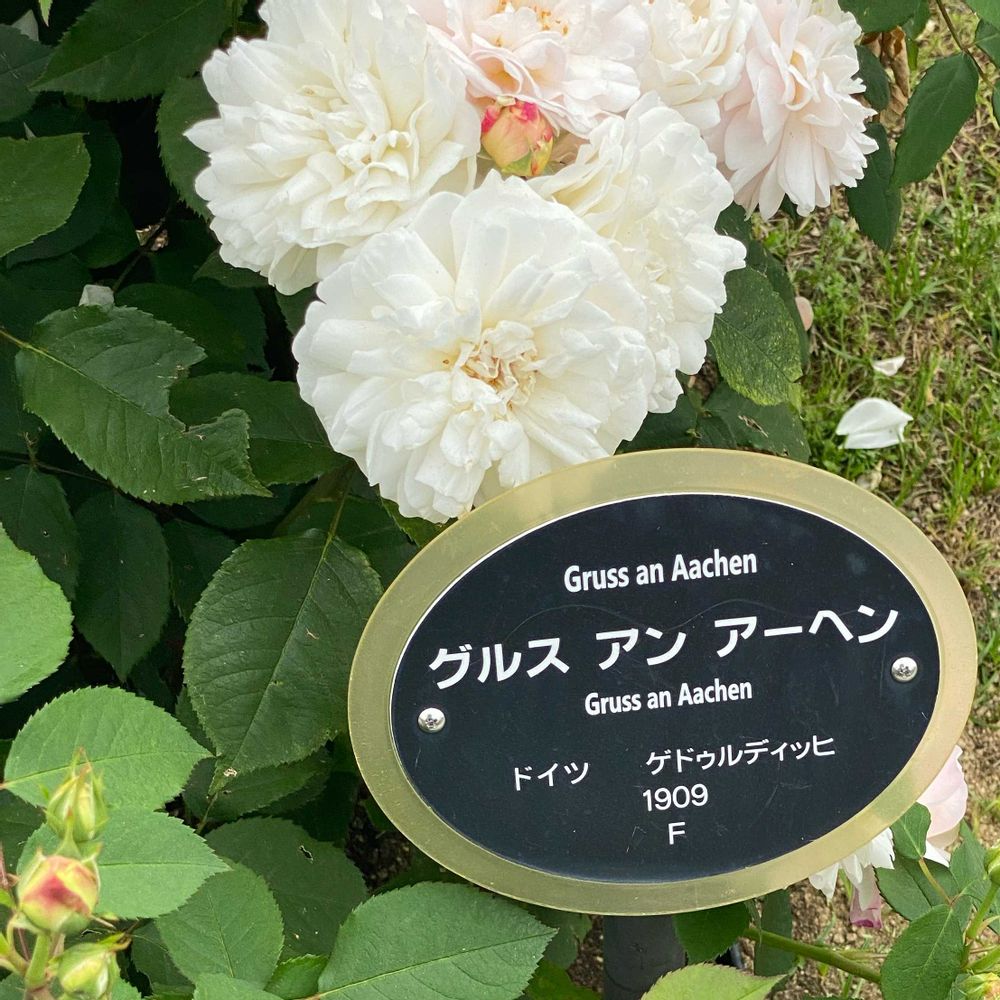 Gruss an Aachen
グルス アン アーヘン
Gruss an Aachen
ドイツ ゲドゥルディッヒ
1909
F